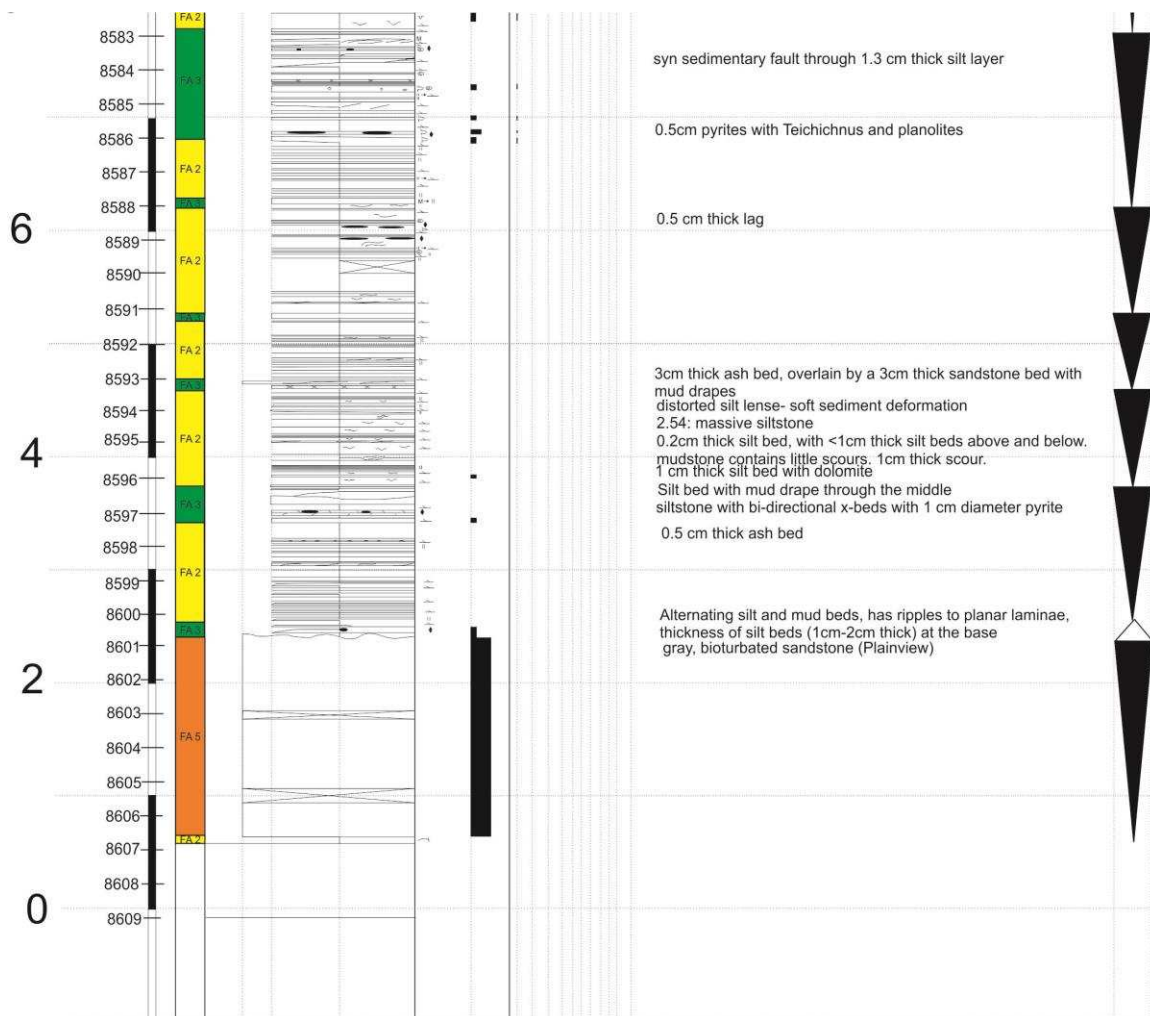 FA 2
8583
8584
FA 3
8585
8586
8587
FA 2
8588
FA 3
6
8589
FA 2
8590
8591
FA 3
8592
FA 2
8593
FA 3
8594
FA 2
8595
4
8596
FA 3
8597
8598
FA 2
8599
8600
FA 3
8601
2
8602
8603
FA 5
8604
8605
8606
FA 2
8607
8608
0
8609
syn sedimentary fault through 1.3 cm thick silt layer
0.5cm pyrites with Teichichnus and planolites
0.5 cm thick lag
3cm thick ash bed, overlain by a 3cm thick sandstone bed with
mud drapes
distorted silt lense- soft sediment deformation
2.54: massive siltstone
0.2cm thick silt bed, with <1cm thick silt beds above and below.
mudstone contains little scours. 1cm thick scour.
1 cm thick silt bed with dolomite
Silt bed with mud drape through the middle
siltstone with bi-directional x-beds with 1 cm diameter pyrite
0.5 cm thick ash bed
Alternating silt and mud beds, has ripples to planar laminae,
thickness of silt beds (1cm-2cm thick) at the base
gray, bioturbated sandstone (Plainview)